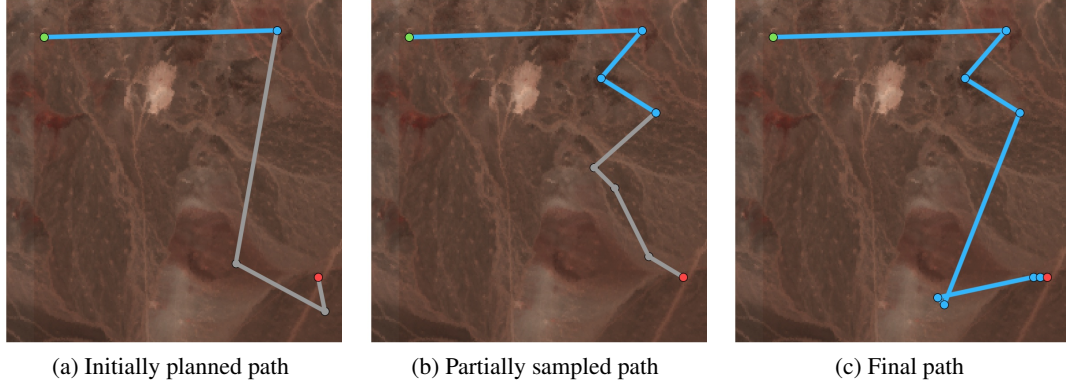 (a) Initially planned path
(b) Partially sampled path
(c) Final path